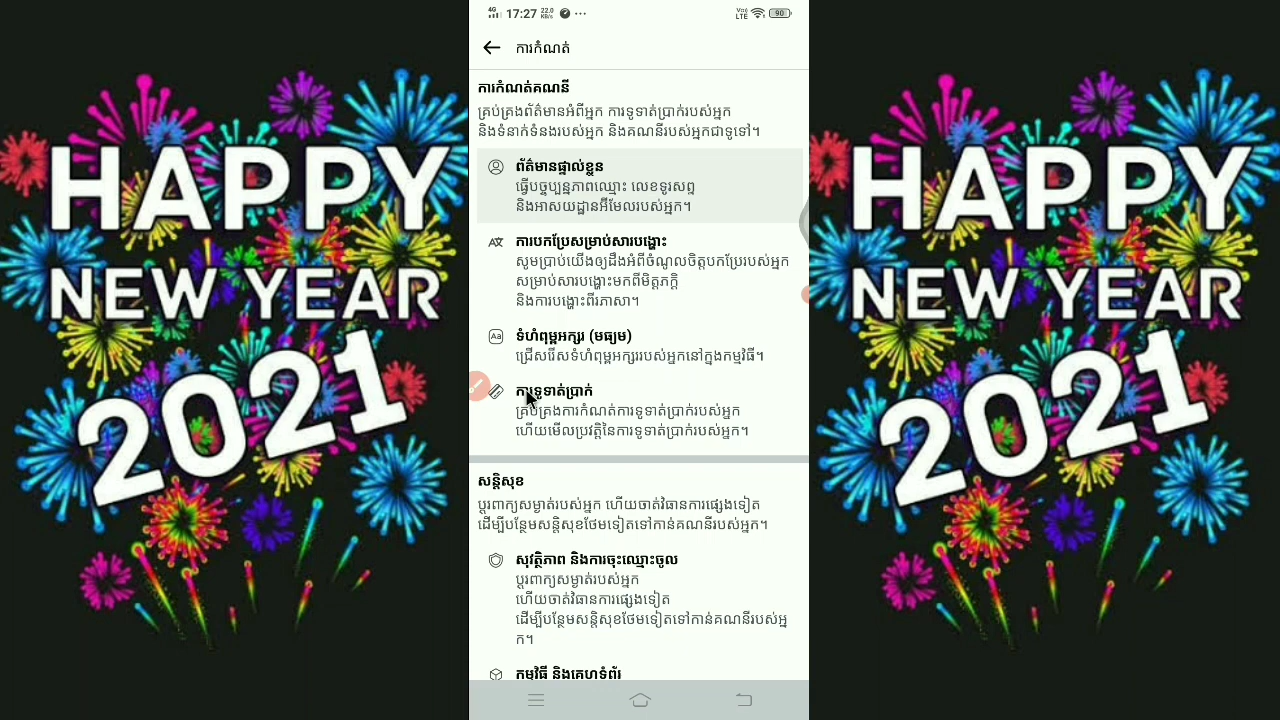 HAPPY
NEW YEAR
2021
4G 17:27 22.0 KB/s ... Vo) LTE 90
ការកំណត់
ការកំណត់គណនី
គ្រប់គ្រងព័ត៌មានអំពីអ្នក ការទូទាត់ប្រាក់របស់អ្នក
និងទំនាក់ទំនងរបស់អ្នក និងគណនីរបស់អ្នកជាទូទៅ។
ព័ត៌មានផ្ទាល់ខ្លួន
ធ្វើបច្ចុប្បន្នភាពឈ្មោះ លេខទូរសព្ទ
និងអាសយដ្ឋានអ៊ីមែលរបស់អ្នក។
ការបកប្រែសម្រាប់សារបង្ហោះ
សូមប្រាប់យើងឲ្យដឹងអំពីចំណូលចិត្តបកប្រែរបស់អ្នក
សម្រាប់សារបង្ហោះមកពីមិត្តភក្ដិ
និងការបង្ហោះពីរភាសា។
Aa ទំហំពុម្ពអក្សរ (មធ្យម)
ជ្រើសរើសទំហំពុម្ពអក្សររបស់អ្នកនៅក្នុងកម្មវិធី។
ការទូទាត់ប្រាក់
គ្រប់គ្រងការកំណត់ការទូទាត់ប្រាក់របស់អ្នក
ហើយមើលប្រវត្តិនៃការទូទាត់ប្រាក់របស់អ្នក។
សន្តិសុខ
ប្ដូរពាក្យសម្ងាត់របស់អ្នក ហើយចាត់វិធានការផ្សេងទៀត
ដើម្បីបន្ថែមសន្តិសុខថែមទៀតទៅកាន់គណនីរបស់អ្នក។
សុវត្ថិភាព និងការចុះឈ្មោះចូល
ប្ដូរពាក្យសម្ងាត់របស់អ្នក
ហើយចាត់វិធានការផ្សេងទៀត
ដើម្បីបន្ថែមសន្តិសុខថែមទៀតទៅកាន់គណនីរបស់អ្ន
ក។
កម្មវិធី និងគេហទំព័រ
HAPPY
NEW YEAR
2021